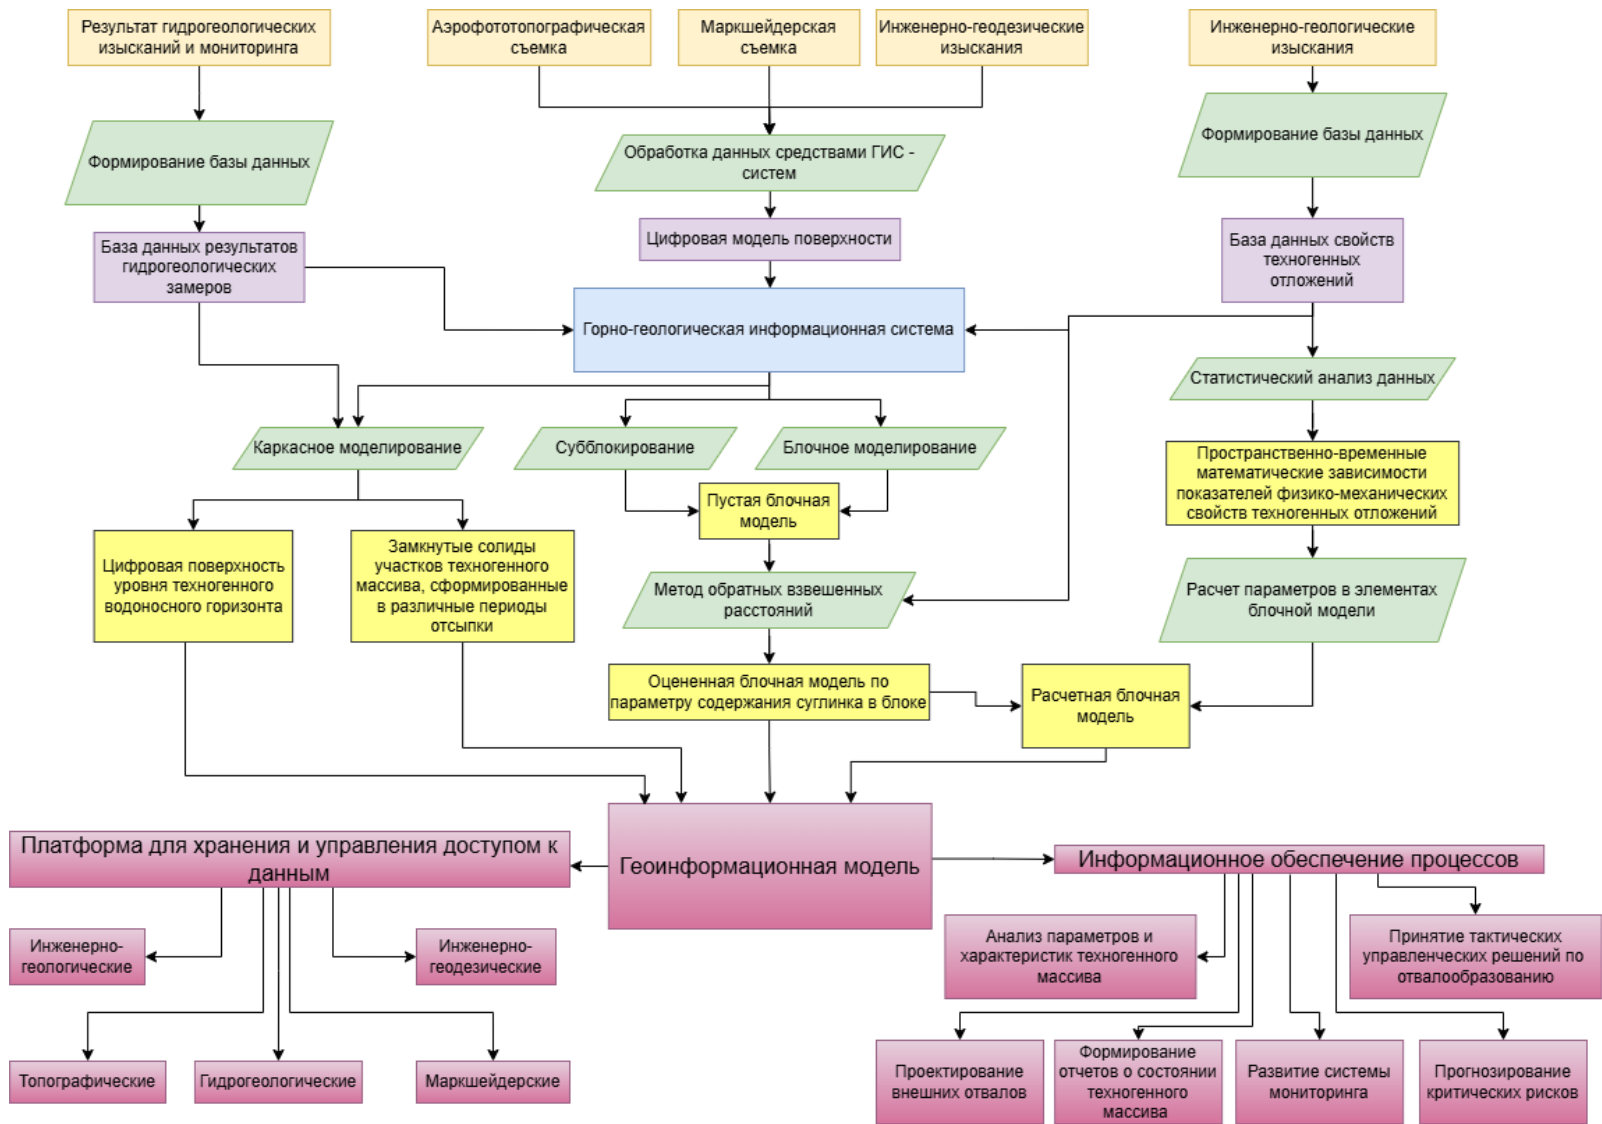 Результат гидрогеологических
изысканий и мониторинга
Аэрофототопографическая
съемка
Маркшейдерская
съемка
Инженерно-геодезические
изыскания
Инженерно-геологические
изыскания
Формирование базы данных
Обработка данных средствами ГИС -
систем
Формирование базы данных
База данных результатов
гидрогеологических
замеров
Цифровая модель поверхности
База данных свойств
техногенных
отложений
Горно-геологическая информационная система
Статистический анализ данных
Каркасное моделирование
Субблокирование
Блочное моделирование
Пространственно-временные
математические зависимости
показателей физико-механических
свойств техногенных отложений
Пустая блочная
модель
Цифровая поверхность
уровня техногенного
водоносного горизонта
Замкнутые солиды
участков техногенного
массива, сформированные
в различные периоды
отсыпки
Метод обратных взвешенных
расстояний
Расчет параметров в элементах
блочной модели
Оцененная блочная модель по
параметру содержания суглинка в блоке
Расчетная блочная
модель
Платформа для хранения и управления доступом к
данным
Геоинформационная модель
Информационное обеспечение процессов
Инженерно-
геологические
Инженерно-
геодезические
Анализ параметров и
характеристик техногенного
массива
Принятие тактических
управленческих решений по
отвалообразованию
Топографические
Гидрогеологические
Маркшейдерские
Проектирование
внешних отвалов
Формирование
отчетов о состоянии
техногенного
массива
Развитие системы
мониторинга
Прогнозирование
критических рисков